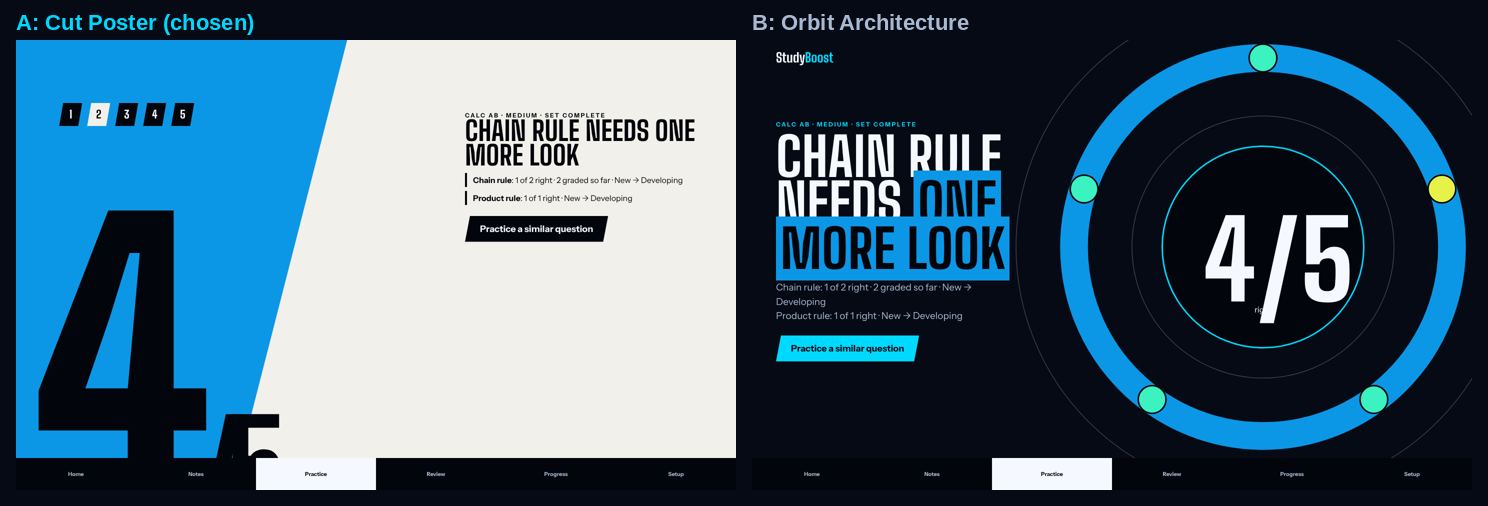 A: Cut Poster (chosen)
1 2 3 4 5
CALC AB · MEDIUM · SET COMPLETE
CHAIN RULE NEEDS ONE
MORE LOOK
Chain rule: 1 of 2 right · 2 graded so far · New → Developing
Product rule: 1 of 1 right · New → Developing
Practice a similar question
4/5
Home Notes Practice Review Progress Setup
B: Orbit Architecture
StudyBoost
CALC AB · MEDIUM · SET COMPLETE
CHAIN RULE
NEEDS ONE
MORE LOOK
Chain rule: 1 of 2 right · 2 graded so far · New →
Developing
Product rule: 1 of 1 right · New → Developing
Practice a similar question
4/5
Home Notes Practice Review Progress Setup